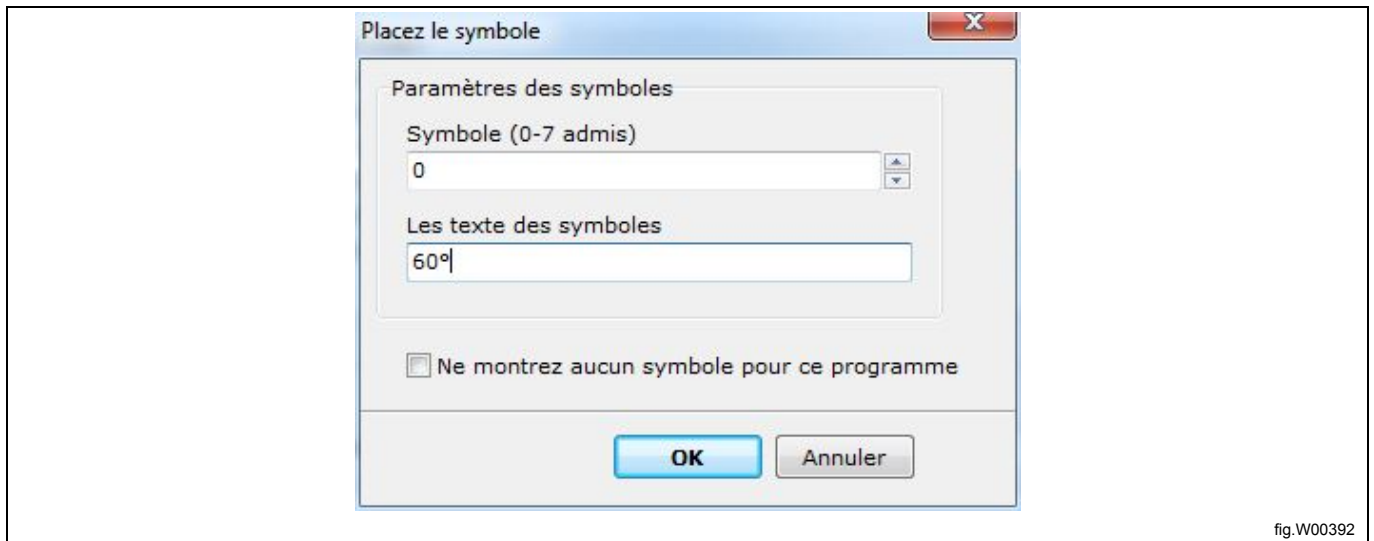 Placez le symbole
Paramètres des symboles
Symbole (0-7 admis)
0
Les texte des symboles
60°
Ne montrez aucun symbole pour ce programme
OK Annuler
fig.W00392